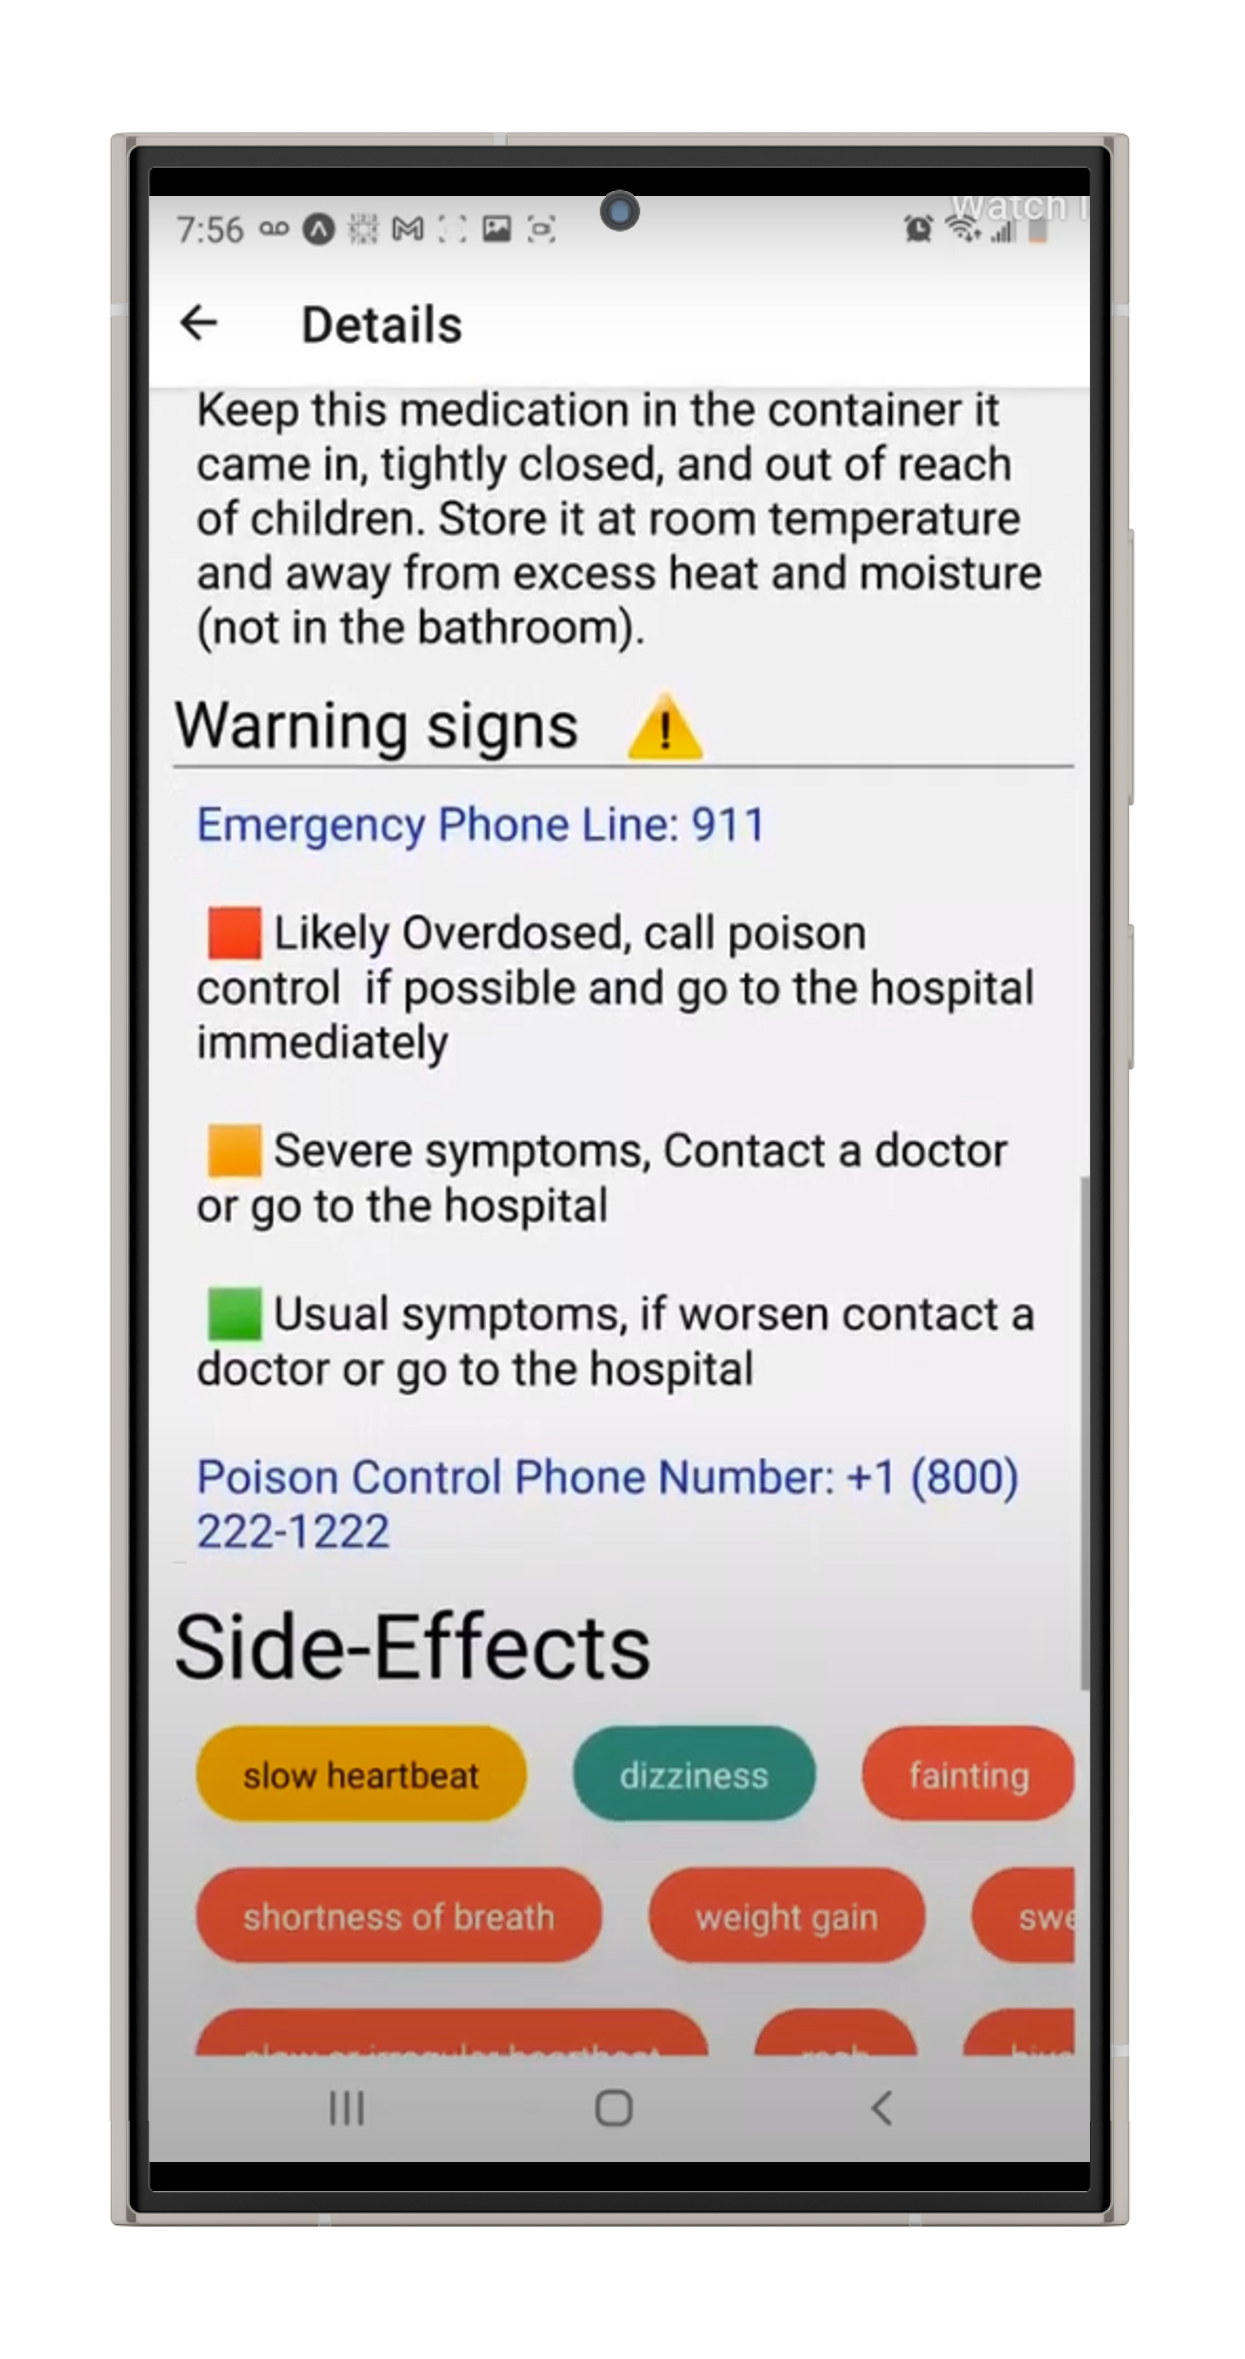 Watch
7:56
Details
Keep this medication in the container it
came in, tightly closed, and out of reach
of children. Store it at room temperature
and away from excess heat and moisture
(not in the bathroom).
Warning signs
Emergency Phone Line: 911
Likely Overdosed, call poison
control  if possible and go to the hospital
immediately
Severe symptoms, Contact a doctor
or go to the hospital
Usual symptoms, if worsen contact a
doctor or go to the hospital
Poison Control Phone Number: +1 (800)
222-1222
Side-Effects
slow heartbeat dizziness fainting
shortness of breath weight gain swe
slow or irregular heartbeat rash